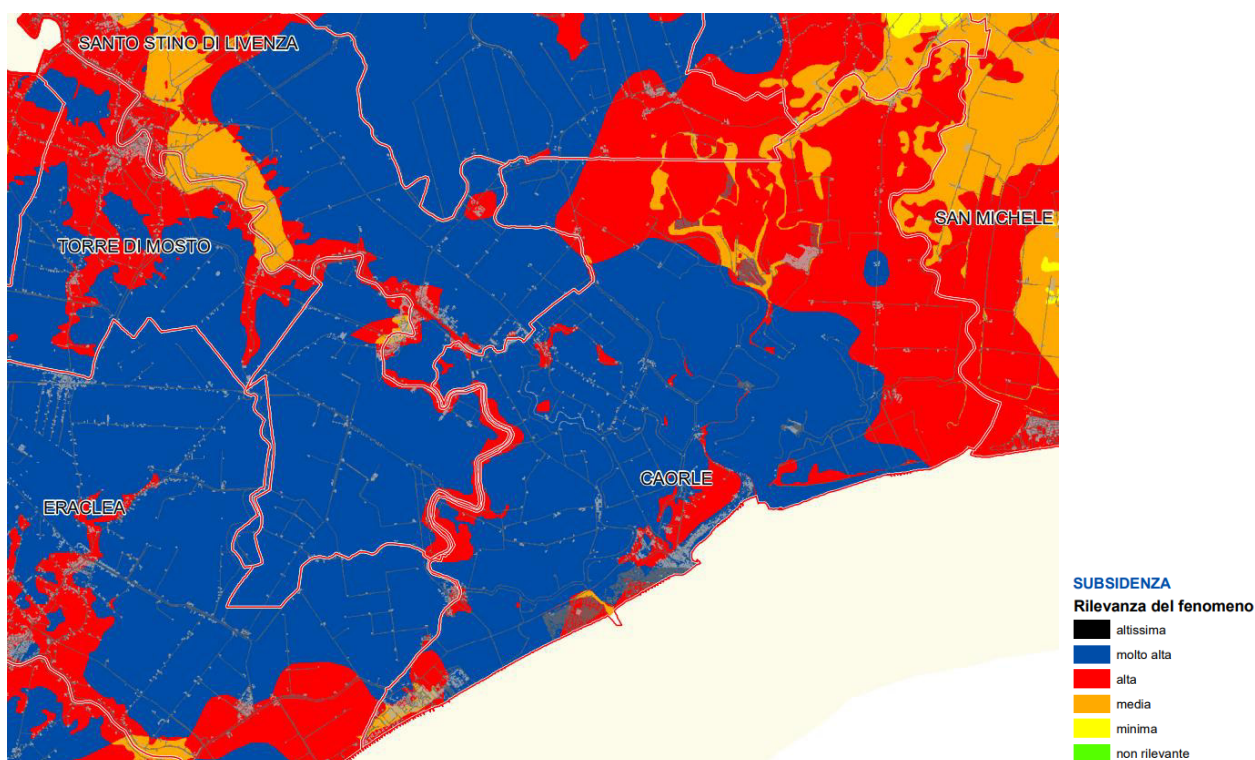 SANTO STINO DI LIVENZA
SAN MICHELE
TORRE DI MOSTO
CAORLE
ERACLEA
SUBSIDENZA
Rilevanza del fenomeno
altissima
molto alta
alta
media
minima
non rilevante